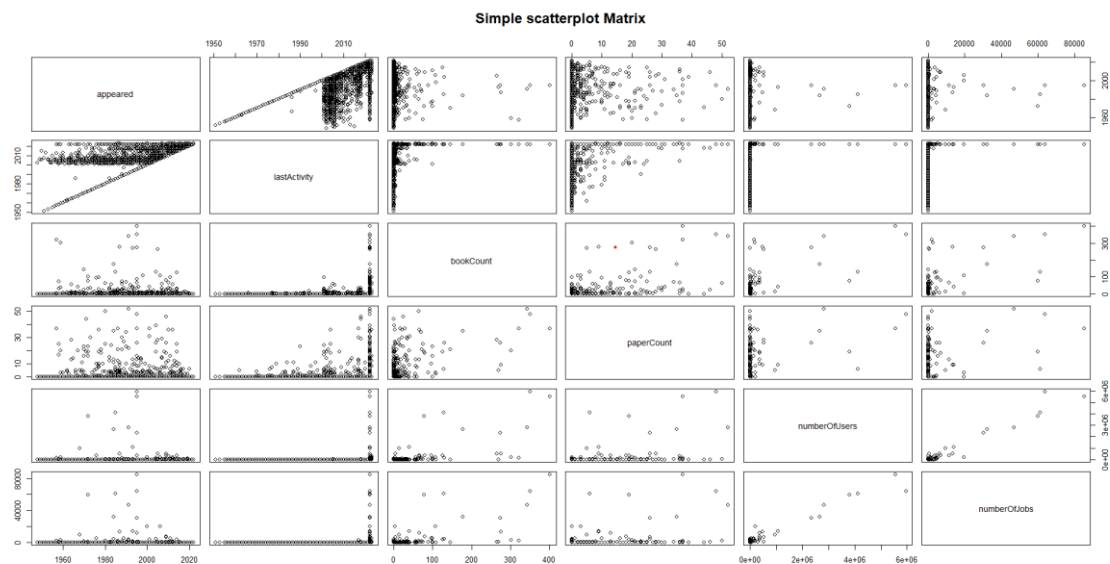 Simple scatterplot Matrix
1950 1970 1990 2010
0 10 20 30 40 50
0 20000 40000 60000 80000
appeared
1960 2000
lastActivity
1950 1980 2010
bookCount
0 100 300
paperCount
0 10 30 50
numberOfUsers
0e+00 3e+06 6e+06
numberOfJobs
0 40000 80000
1960 1980 2000 2020
0 100 200 300 400
0e+00 2e+06 4e+06 6e+06